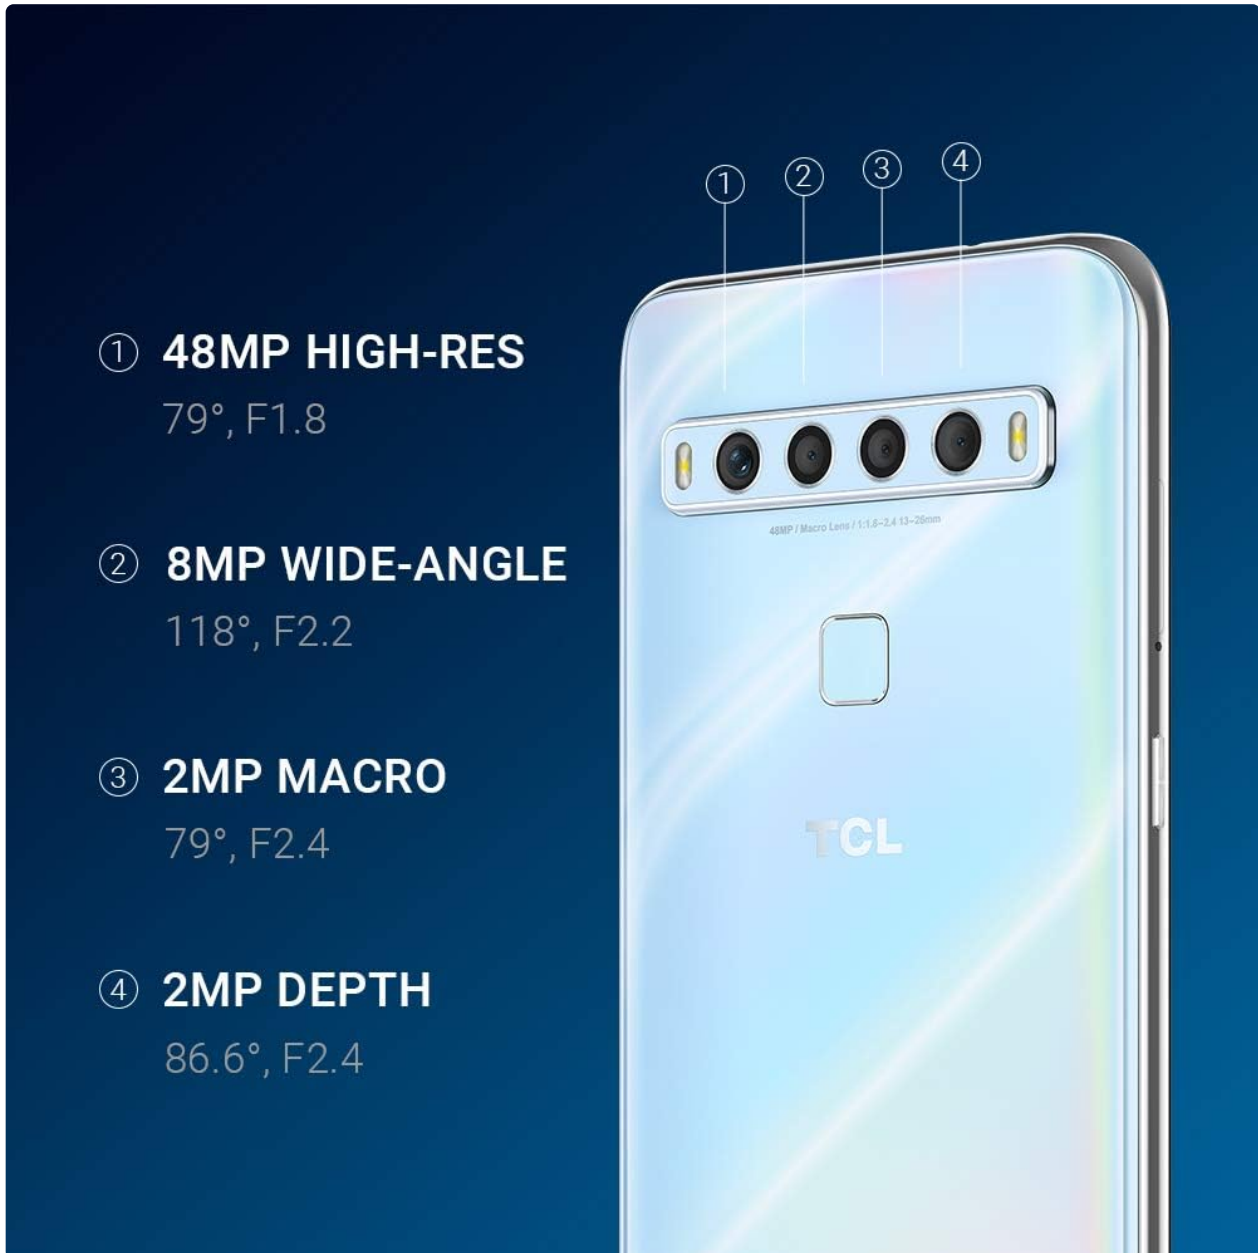 ① ② ③ ④
① 48MP HIGH-RES
79°, F1.8
② 8MP WIDE-ANGLE
118°, F2.2
③ 2MP MACRO
79°, F2.4
④ 2MP DEPTH
86.6°, F2.4
48MP / Macro Lens / 1:1.8–2.4 13–26mm
TCL